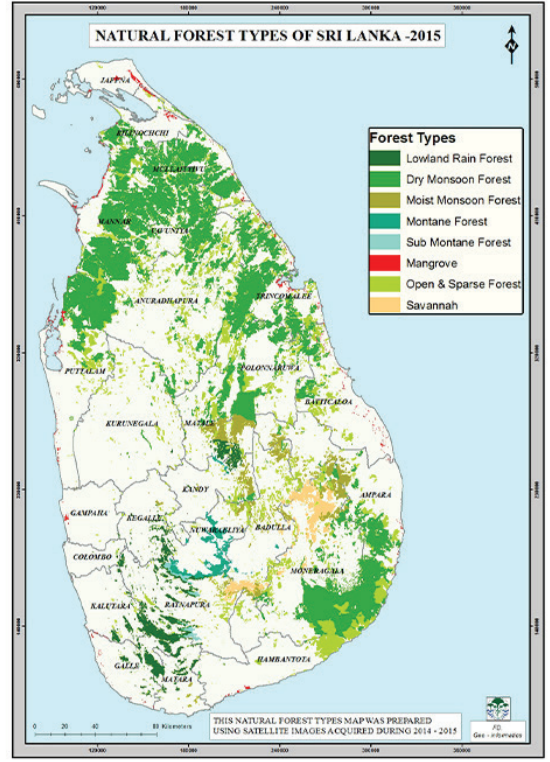 NATURAL FOREST TYPES OF SRI LANKA -2015
N
Forest Types
Lowland Rain Forest
Dry Monsoon Forest
Moist Monsoon Forest
Montane Forest
Sub Montane Forest
Mangrove
Open & Sparse Forest
Savannah
JAFFNA
KILINOCHCHI
MULLAITIVU
MANNAR
VAVUNIYA
ANURADHAPURA
TRINCOMALEE
PUTTALAM
POLONNARUWA
BATTICALOA
KURUNEGALA
MATALE
KANDY
AMPARA
GAMPAHA
KEGALLE
NUWARAELIYA
BADULLA
COLOMBO
MONERAGALA
KALUTARA
RATNAPURA
GALLE
MATARA
HAMBANTOTA
0 20 40 80 Kilometers
THIS NATURAL FOREST TYPES MAP WAS PREPARED
USING SATELLITE IMAGES ACQUIRED DURING 2014 - 2015
FD
Geo - Informatics